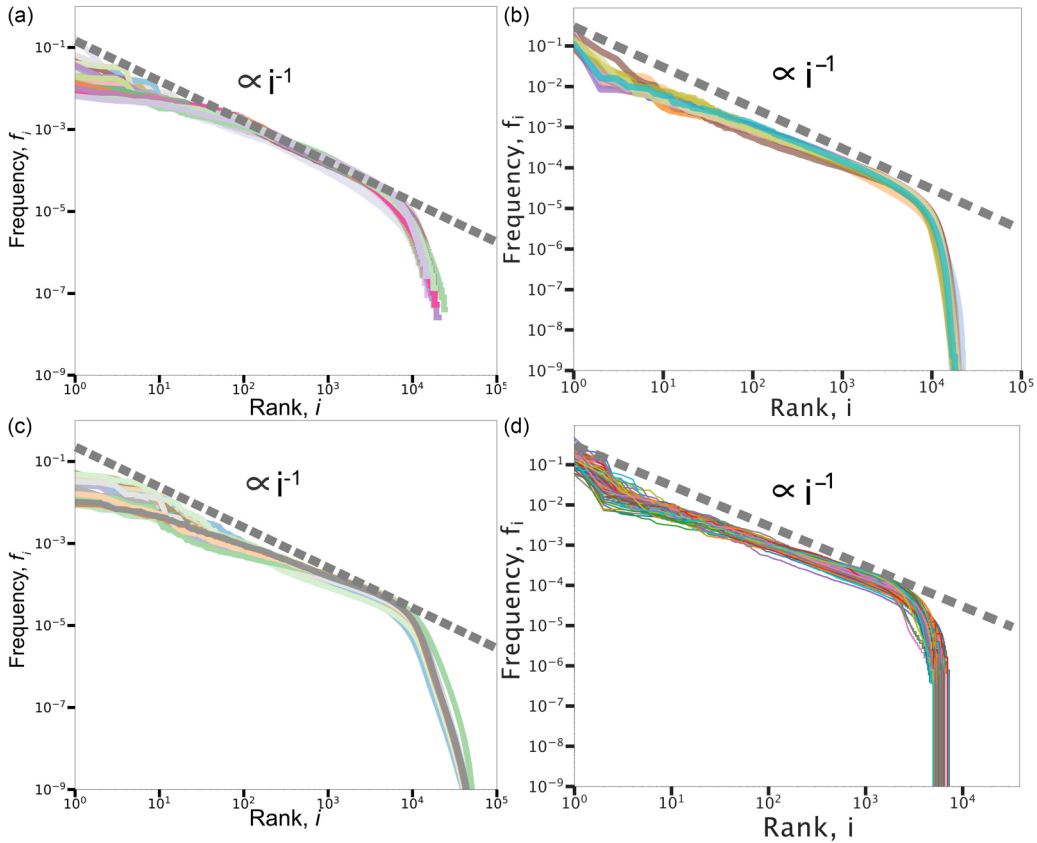 (a)
10⁻¹
10⁻³
10⁻⁵
10⁻⁷
10⁻⁹
Frequency, fᵢ
∝ i⁻¹
10⁰ 10¹ 10² 10³ 10⁴ 10⁵
Rank, i
(b)
10⁻¹
10⁻²
10⁻³
10⁻⁴
10⁻⁵
10⁻⁶
10⁻⁷
10⁻⁸
10⁻⁹
Frequency, fᵢ
∝ i⁻¹
10⁰ 10¹ 10² 10³ 10⁴ 10⁵
Rank, i
(c)
10⁻¹
10⁻³
10⁻⁵
10⁻⁷
10⁻⁹
Frequency, fᵢ
∝ i⁻¹
10⁰ 10¹ 10² 10³ 10⁴ 10⁵
Rank, i
(d)
10⁻¹
10⁻²
10⁻³
10⁻⁴
10⁻⁵
10⁻⁶
10⁻⁷
10⁻⁸
10⁻⁹
Frequency, fᵢ
∝ i⁻¹
10⁰ 10¹ 10² 10³ 10⁴
Rank, i